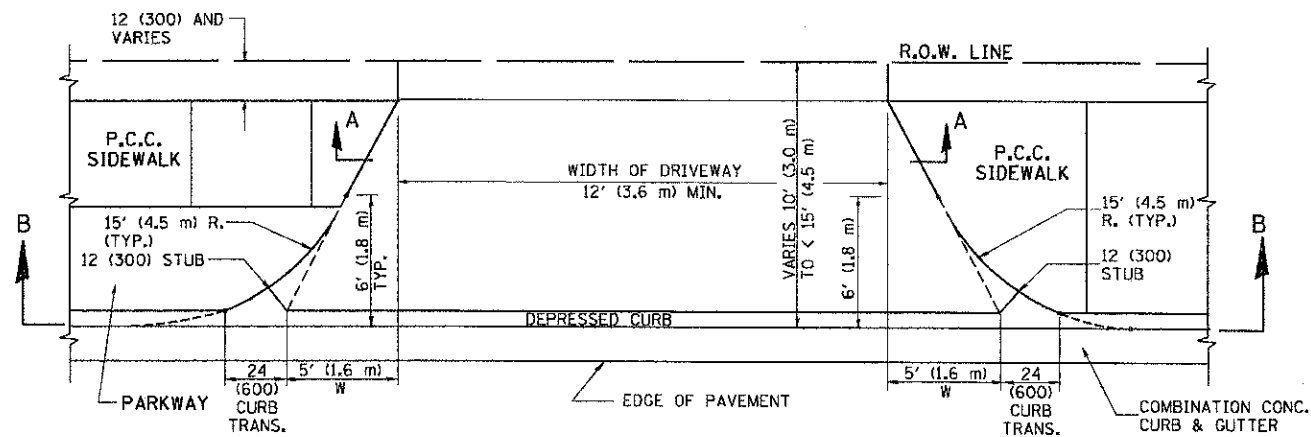 12 (300) AND
VARIES
R.O.W. LINE
A
A
P.C.C.
SIDEWALK
P.C.C.
SIDEWALK
WIDTH OF DRIVEWAY
12' (3.6 m) MIN.
VARIES 10' (3.0 m)
TO < 15' (4.5 m)
B
B
15' (4.5 m) R.
(TYP.)
12 (300) STUB
6' (1.8 m)
TYP.
6' (1.8 m)
15' (4.5 m)
R. (TYP.)
12 (300)
STUB
DEPRESSED CURB
PARKWAY
24
(600)
CURB
TRANS.
5' (1.6 m)
W
EDGE OF PAVEMENT
5' (1.6 m)
W
24
(600)
CURB
TRANS.
COMBINATION CONC.
CURB & GUTTER